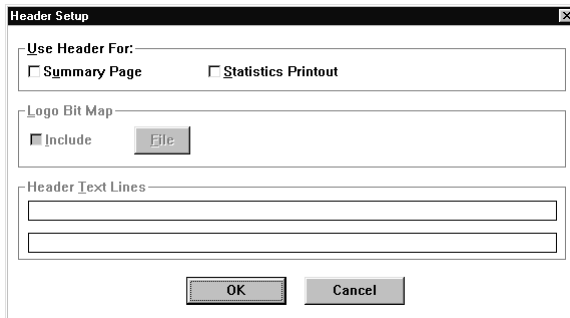 Header Setup
Use Header For:
Summary Page Statistics Printout
Logo Bit Map
Include File
Header Text Lines
OK Cancel